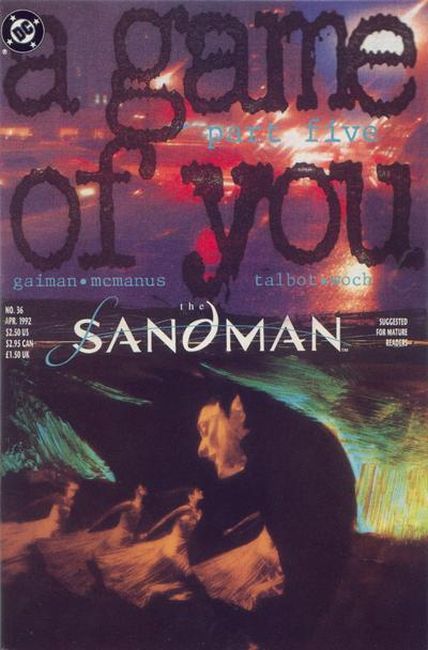 DC
®
a game
part five
of you
gaiman • mcmanus
talbot & woch
NO. 36
APR. 1992
$2.50 US
$2.95 CAN
£1.50 UK
the
SANDMAN™
SUGGESTED
FOR MATURE
READERS